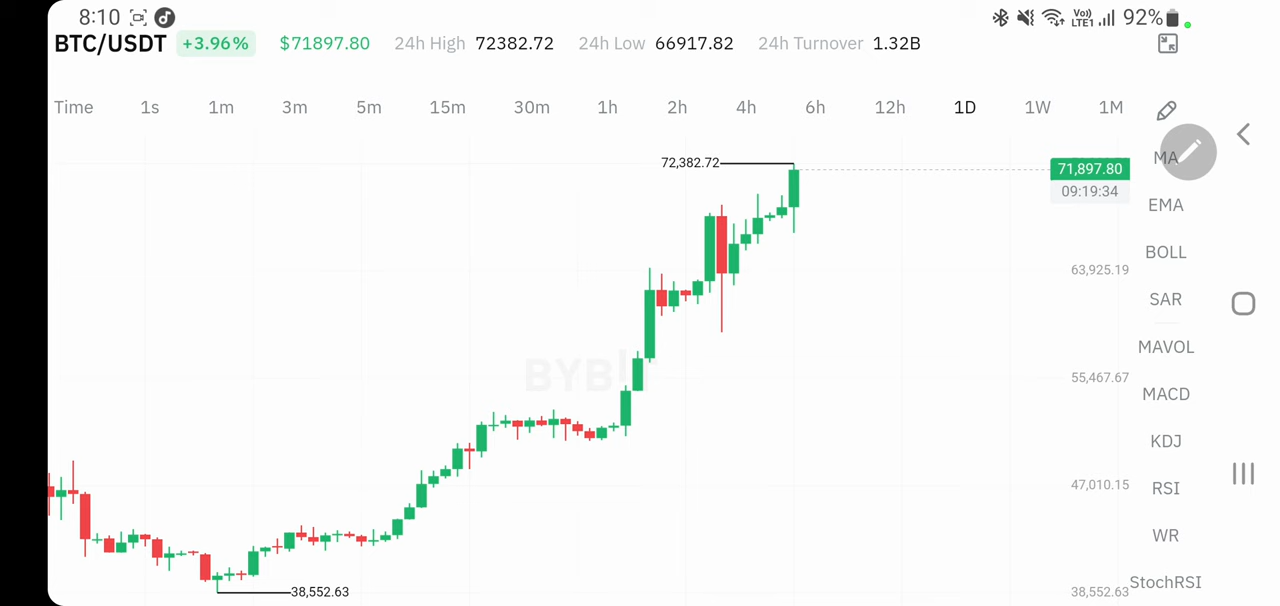 8:10 Vo)) LTE1 92%
BTC/USDT +3.96% $71897.80 24h High 72382.72 24h Low 66917.82 24h Turnover 1.32B
Time 1s 1m 3m 5m 15m 30m 1h 2h 4h 6h 12h 1D 1W 1M
72,382.72
71,897.80
09:19:34
63,925.19
55,467.67
47,010.15
38,552.63
38,552.63
BYB
MA
EMA
BOLL
SAR
MAVOL
MACD
KDJ
RSI
WR
StochRSI